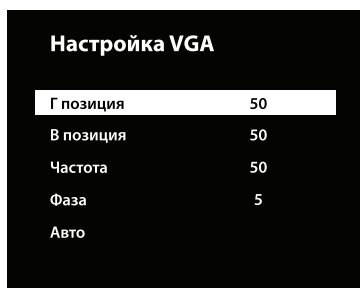 Настройка VGA
Г позиция 50
В позиция 50
Частота 50
Фаза 5
Авто